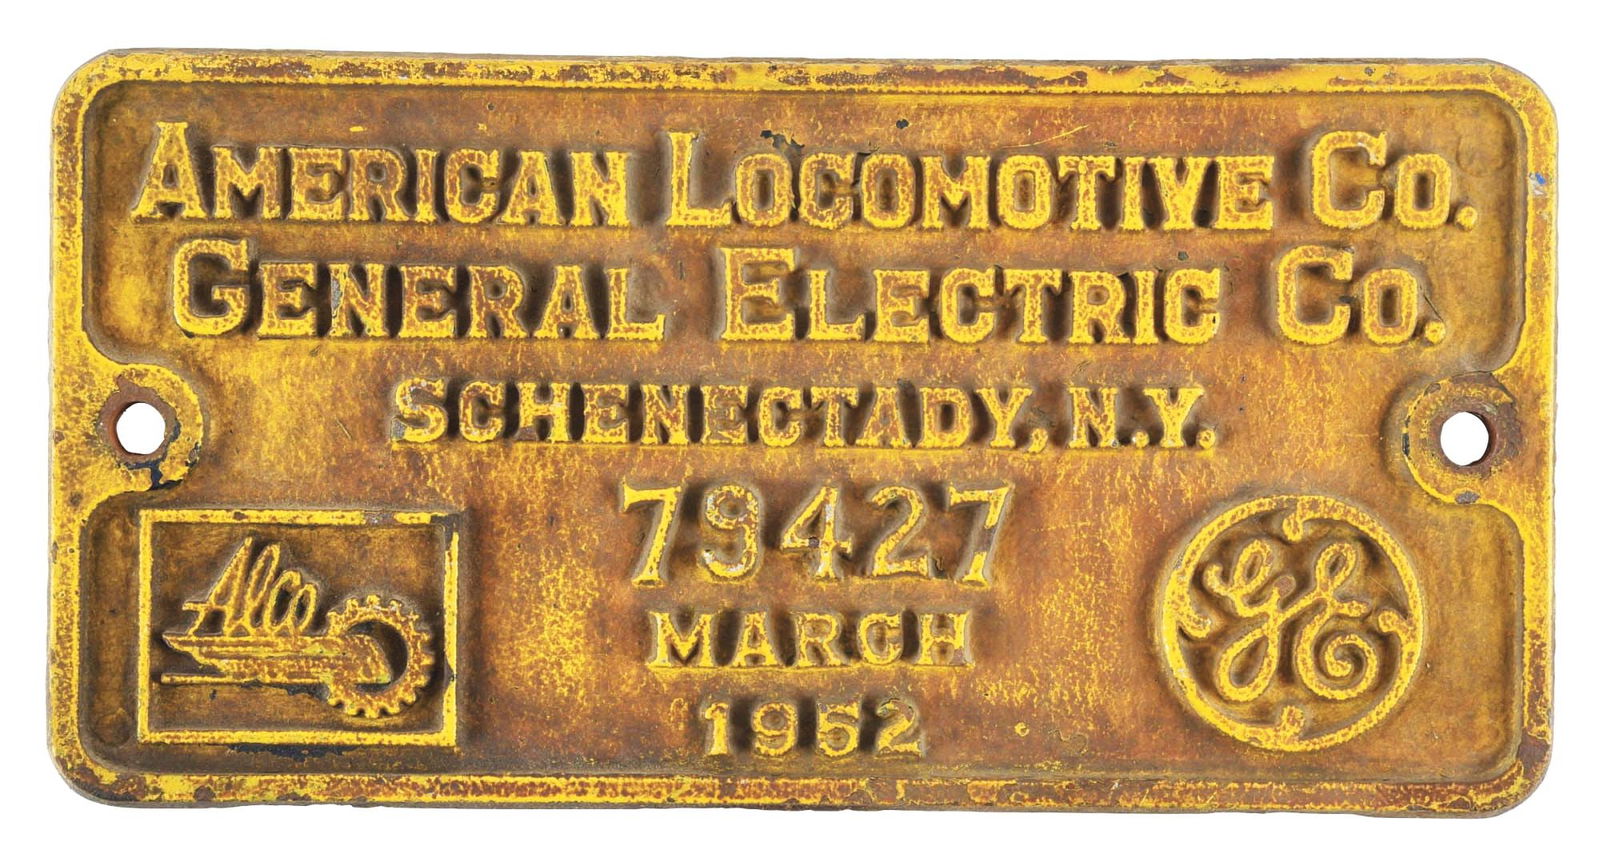 AMERICAN LOCOMOTIVE CO.
GENERAL ELECTRIC CO.
SCHENECTADY, N.Y.
79427
MARCH
1952
Alco
GE